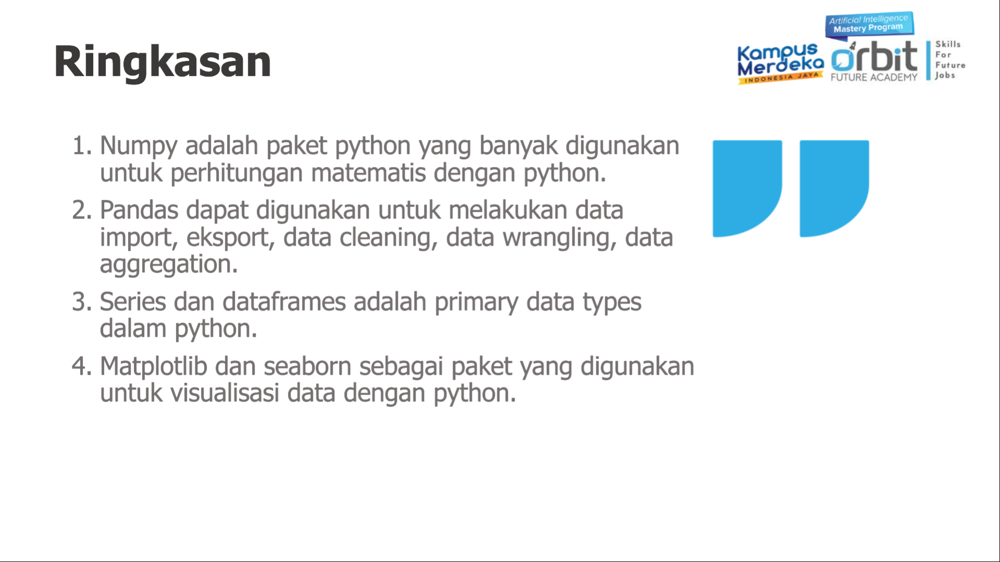 Artificial Intelligence
Mastery Program
Ringkasan
Kampus
Merdeka
INDONESIA JAYA
orbit
FUTURE ACADEMY
Skills
For
Future
Jobs
1. Numpy adalah paket python yang banyak digunakan
untuk perhitungan matematis dengan python.
2. Pandas dapat digunakan untuk melakukan data
import, eksport, data cleaning, data wrangling, data
aggregation.
3. Series dan dataframes adalah primary data types
dalam python.
4. Matplotlib dan seaborn sebagai paket yang digunakan
untuk visualisasi data dengan python.